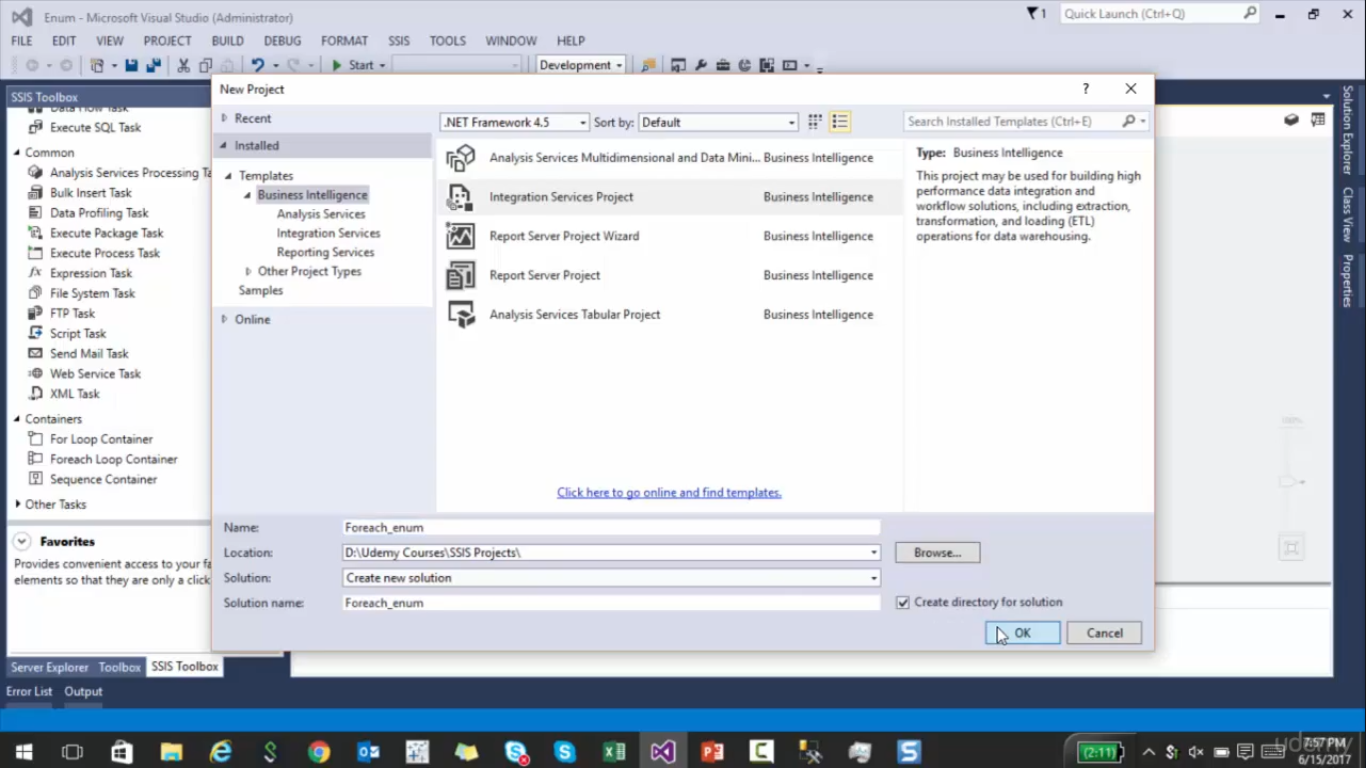 Enum - Microsoft Visual Studio (Administrator)
1
Quick Launch (Ctrl+Q)
FILE EDIT VIEW PROJECT BUILD DEBUG FORMAT SSIS TOOLS WINDOW HELP
Start
Development
SSIS Toolbox
Data Flow Task
Execute SQL Task
Common
Analysis Services Processing Ta
Bulk Insert Task
Data Profiling Task
Execute Package Task
Execute Process Task
Expression Task
File System Task
FTP Task
Script Task
Send Mail Task
Web Service Task
XML Task
Containers
For Loop Container
Foreach Loop Container
Sequence Container
Other Tasks
Favorites
Provides convenient access to your fa
elements so that they are only a click
Server Explorer Toolbox SSIS Toolbox
Error List Output
New Project
?
Recent
Installed
Templates
Business Intelligence
Analysis Services
Integration Services
Reporting Services
Other Project Types
Samples
Online
.NET Framework 4.5
Sort by: Default
Search Installed Templates (Ctrl+E)
Analysis Services Multidimensional and Data Mini... Business Intelligence
Integration Services Project Business Intelligence
Report Server Project Wizard Business Intelligence
Report Server Project Business Intelligence
Analysis Services Tabular Project Business Intelligence
Click here to go online and find templates.
Type: Business Intelligence
This project may be used for building high
performance data integration and
workflow solutions, including extraction,
transformation, and loading (ETL)
operations for data warehousing.
Name: Foreach_enum
Location: D:\Udemy Courses\SSIS Projects\
Browse...
Solution: Create new solution
Solution name: Foreach_enum
Create directory for solution
OK Cancel
Solution Explorer
Class View
Properties
100%
(2:11)
7:57 PM
6/15/2017
udemy